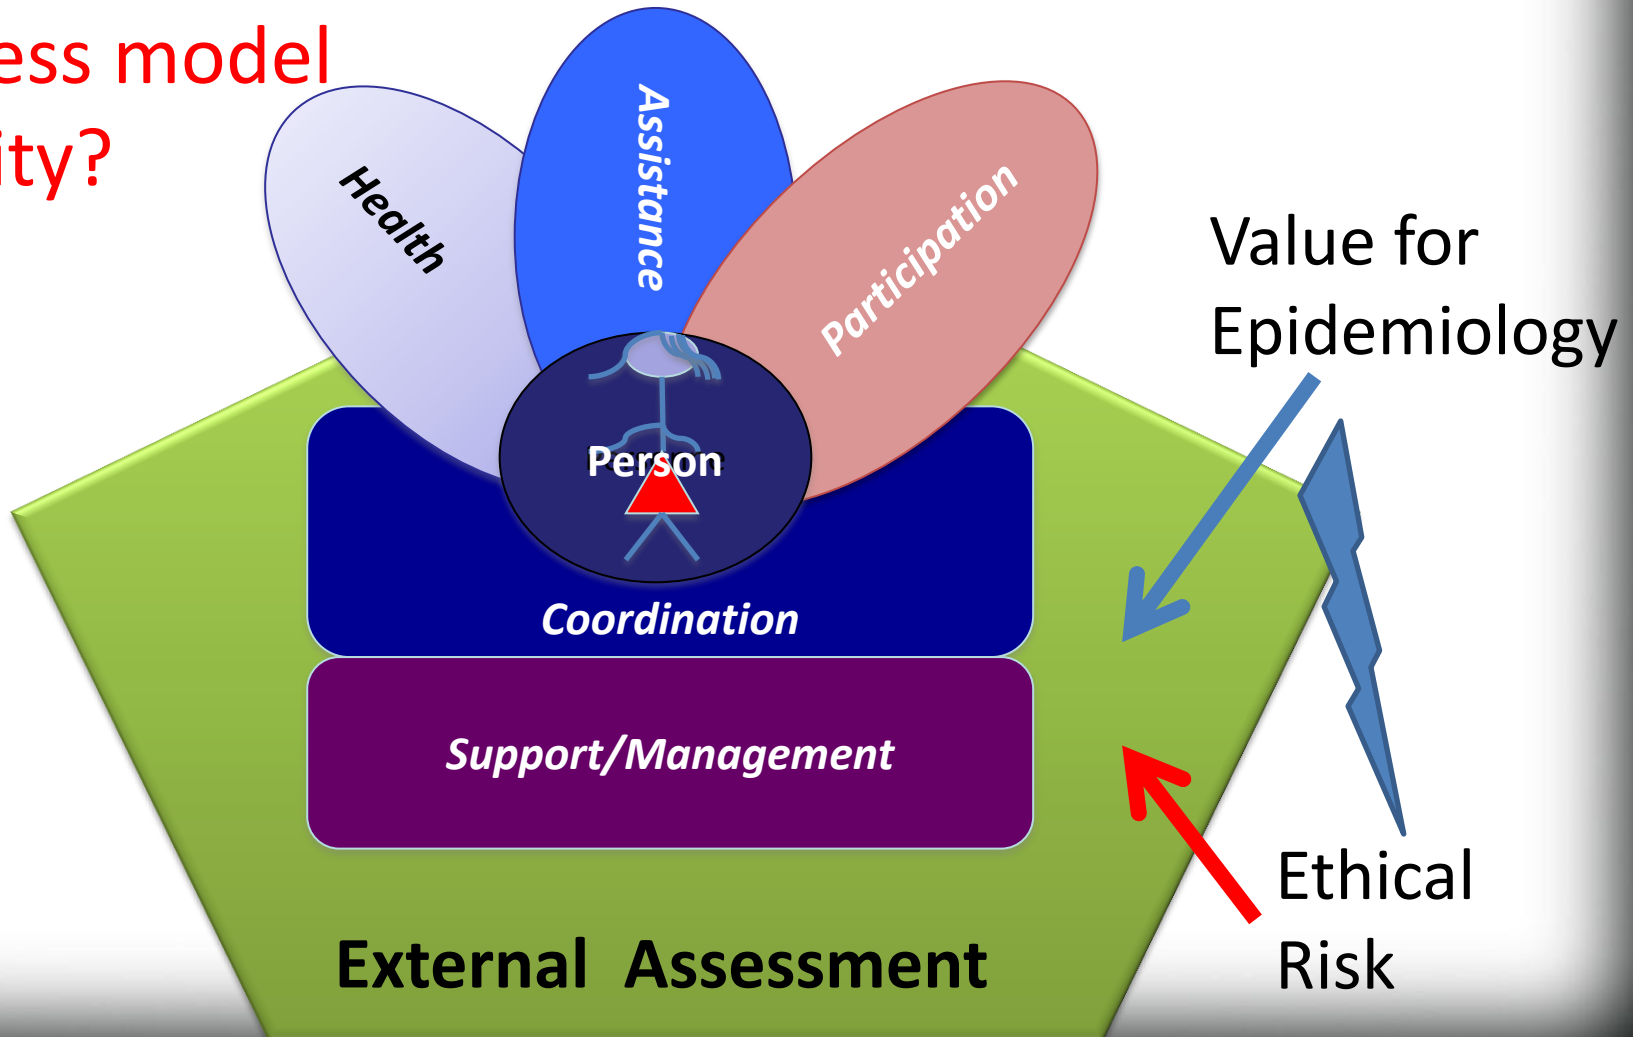 ess model
ity?
Health
Assistance
Participation
Value for
Epidemiology
Person
Coordination
Support/Management
Ethical
Risk
External Assessment